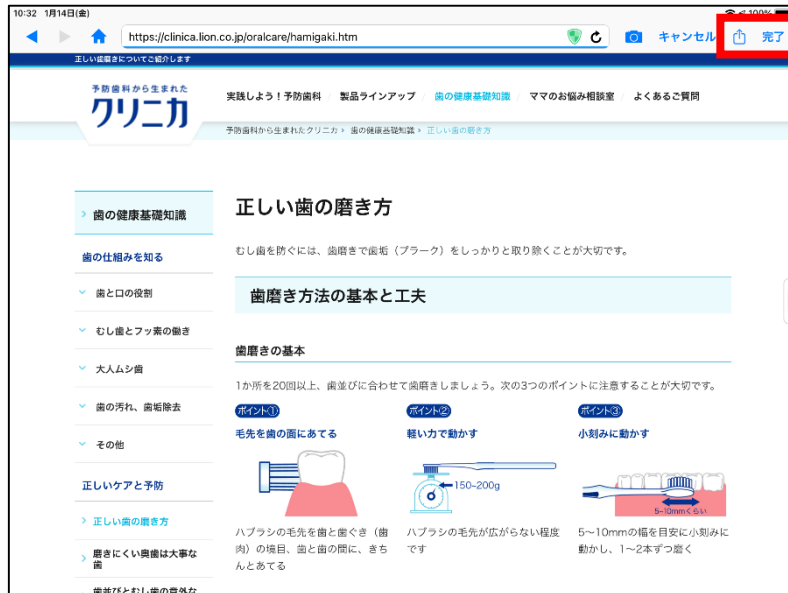 10:32 1月14日(金)
100%
https://clinica.lion.co.jp/oralcare/hamigaki.htm
キャンセル
完了
正しい歯磨きについてご紹介します
予防歯科から生まれた
クリニカ
実践しよう!予防歯科 / 製品ラインアップ / 歯の健康基礎知識 / ママのお悩み相談室 / よくあるご質問
予防歯科から生まれたクリニカ › 歯の健康基礎知識 › 正しい歯の磨き方
歯の健康基礎知識
歯の仕組みを知る
歯と口の役割
むし歯とフッ素の働き
大人ムシ歯
歯の汚れ、歯垢除去
その他
正しいケアと予防
正しい歯の磨き方
磨きにくい奥歯は大事な
歯
歯並びとむし歯の意外な
正しい歯の磨き方
むし歯を防ぐには、歯磨きで歯垢(プラーク)をしっかりと取り除くことが大切です。
歯磨き方法の基本と工夫
歯磨きの基本
1か所を20回以上、歯並びに合わせて歯磨きしましょう。次の3つのポイントに注意することが大切です。
ポイント①
毛先を歯の面にあてる
ハブラシの毛先を歯と歯ぐき(歯
肉)の境目、歯と歯の間に、きち
んとあてる
ポイント②
軽い力で動かす
150-200g
ハブラシの毛先が広がらない程度
です
ポイント③
小刻みに動かす
5-10mmくらい
5〜10mmの幅を目安に小刻みに
動かし、1〜2本ずつ磨く